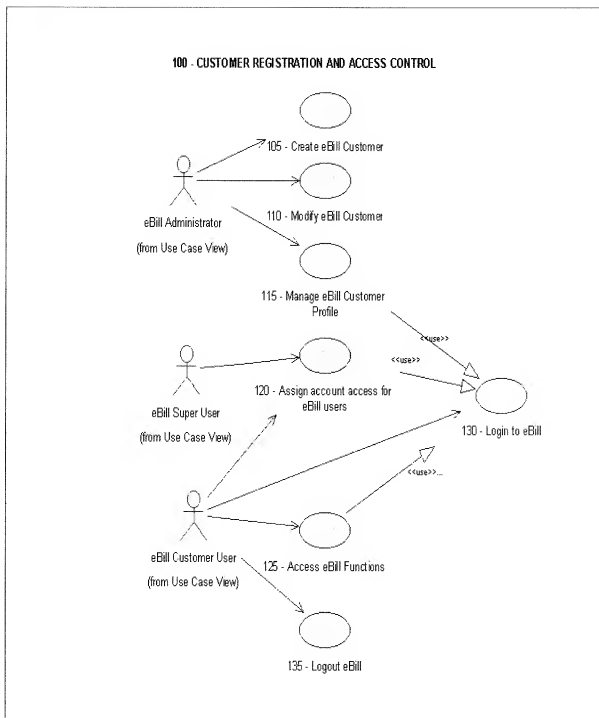 100 - CUSTOMER REGISTRATION AND ACCESS CONTROL
105 - Create eBill Customer
eBill Administrator
(from Use Case View)
110 - Modify eBill Customer
115 - Manage eBill Customer
Profile
<<use>>
<<use>>
eBill Super User
(from Use Case View)
120 - Assign account access for
eBill users
130 - Login to eBill
<<use>>...
eBill Customer User
(from Use Case View)
125 - Access eBill Functions
135 - Logout eBill